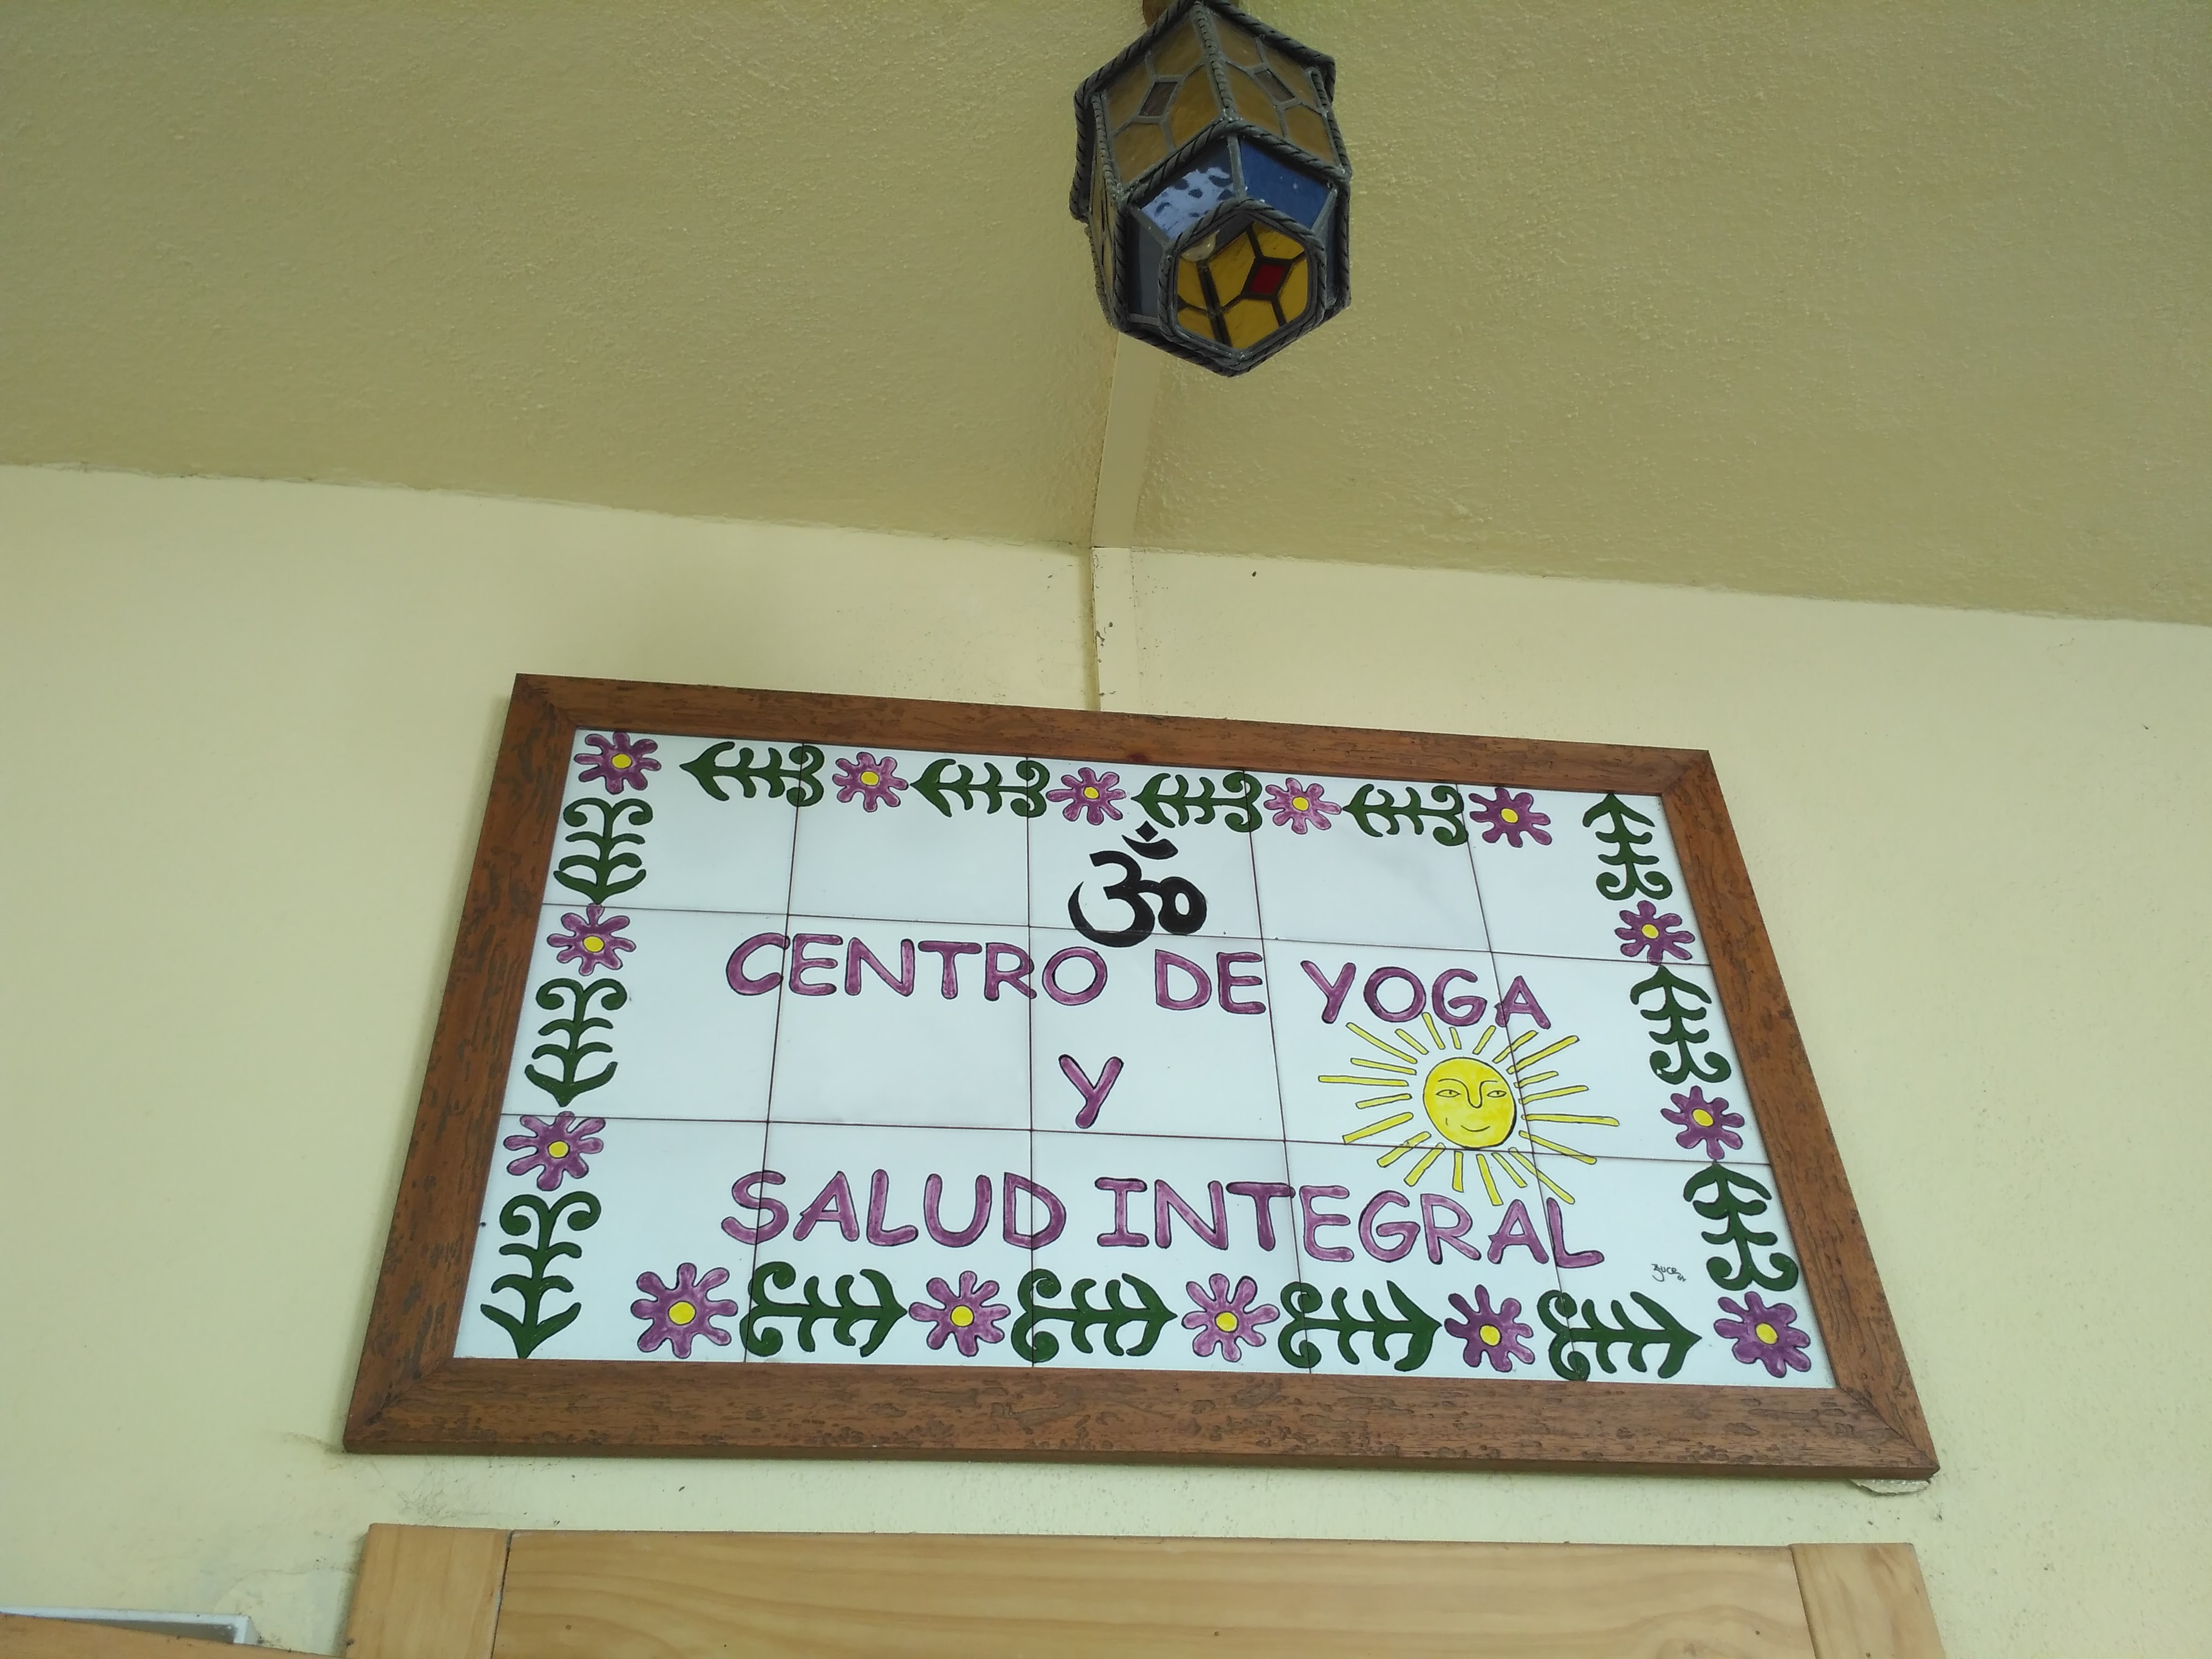 ॐ
CENTRO DE YOGA
Y
SALUD INTEGRAL